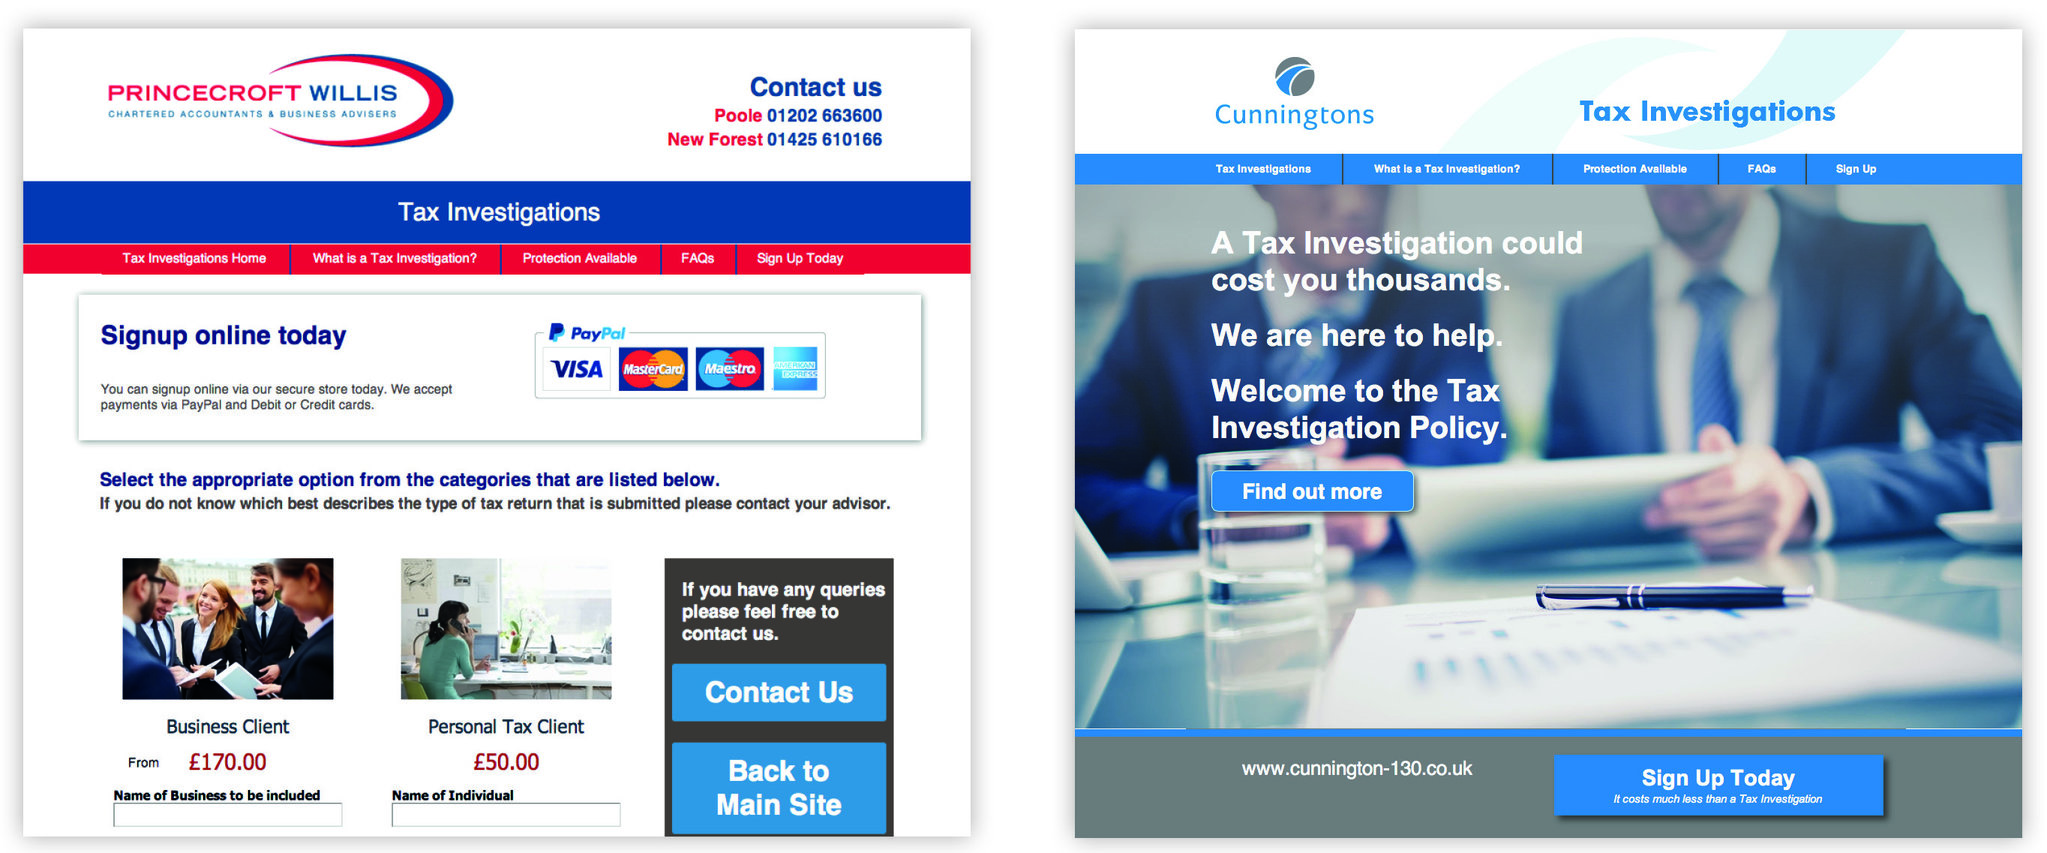 PRINCECROFT WILLIS
CHARTERED ACCOUNTANTS & BUSINESS ADVISERS
Contact us
Poole 01202 663600
New Forest 01425 610166
Tax Investigations
Tax Investigations Home
What is a Tax Investigation?
Protection Available
FAQs
Sign Up Today
Signup online today
You can signup online via our secure store today. We accept
payments via PayPal and Debit or Credit cards.
PayPal
VISA
MasterCard
Maestro
AMERICAN
EXPRESS
Select the appropriate option from the categories that are listed below.
If you do not know which best describes the type of tax return that is submitted please contact your advisor.
Business Client
From £170.00
Name of Business to be included
Personal Tax Client
£50.00
Name of Individual
If you have any queries
please feel free to
contact us.
Contact Us
Back to
Main Site
Cunningtons
Tax Investigations
Tax Investigations
What is a Tax Investigation?
Protection Available
FAQs
Sign Up
A Tax Investigation could
cost you thousands.
We are here to help.
Welcome to the Tax
Investigation Policy.
Find out more
www.cunnington-130.co.uk
Sign Up Today
It costs much less than a Tax Investigation